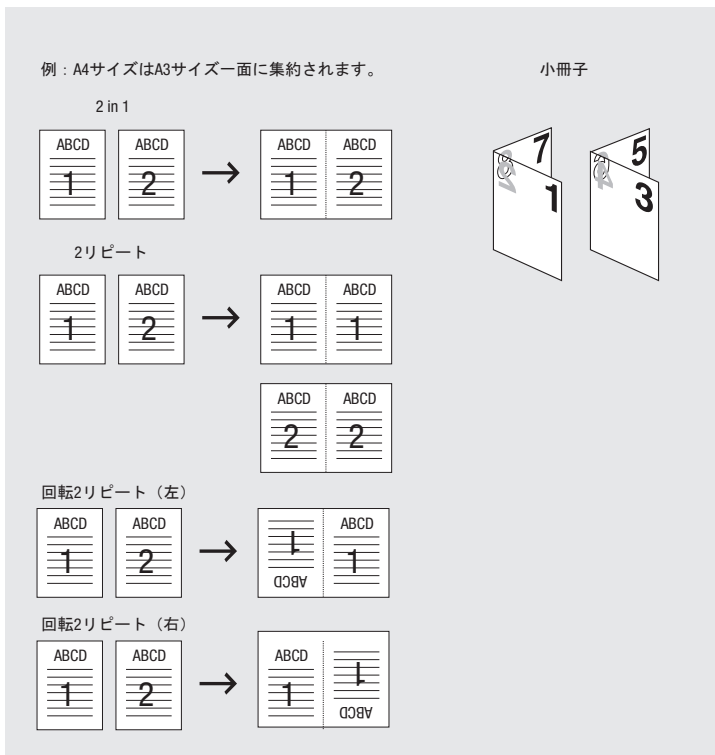 例：A4サイズはA3サイズ一面に集約されます。
小冊子
2 in 1
ABCD ABCD ABCD ABCD
1 2 1 2
7 5
1 3
2リピート
ABCD ABCD ABCD ABCD
1 2 1 1
ABCD ABCD
2 2
回転2リピート（左）
ABCD ABCD ABCD
1 2 1 1
ABCD
回転2リピート（右）
ABCD ABCD ABCD
1 2 1 1
ABCD